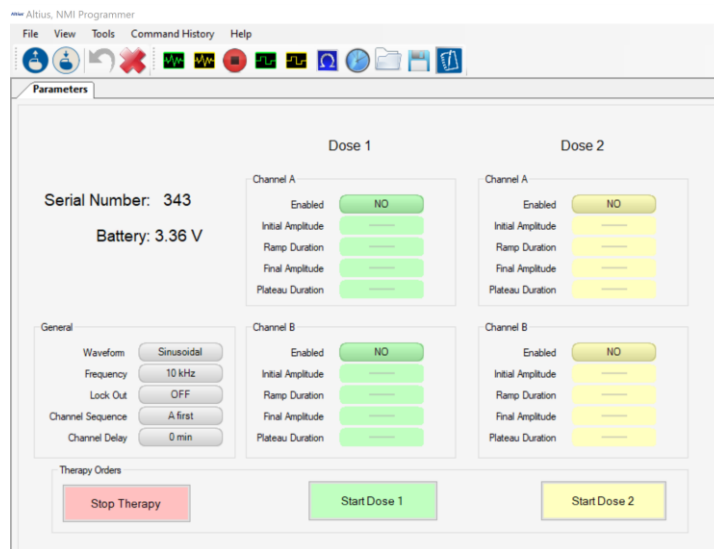 Altius Altius, NMI Programmer
File View Tools Command History Help
Parameters
Dose 1 Dose 2
Serial Number: 343
Battery: 3.36 V
Channel A
Enabled NO
Initial Amplitude
Ramp Duration
Final Amplitude
Plateau Duration
Channel A
Enabled NO
Initial Amplitude
Ramp Duration
Final Amplitude
Plateau Duration
General
Waveform Sinusoidal
Frequency 10 kHz
Lock Out OFF
Channel Sequence A first
Channel Delay 0 min
Channel B
Enabled NO
Initial Amplitude
Ramp Duration
Final Amplitude
Plateau Duration
Channel B
Enabled NO
Initial Amplitude
Ramp Duration
Final Amplitude
Plateau Duration
Therapy Orders
Stop Therapy Start Dose 1 Start Dose 2